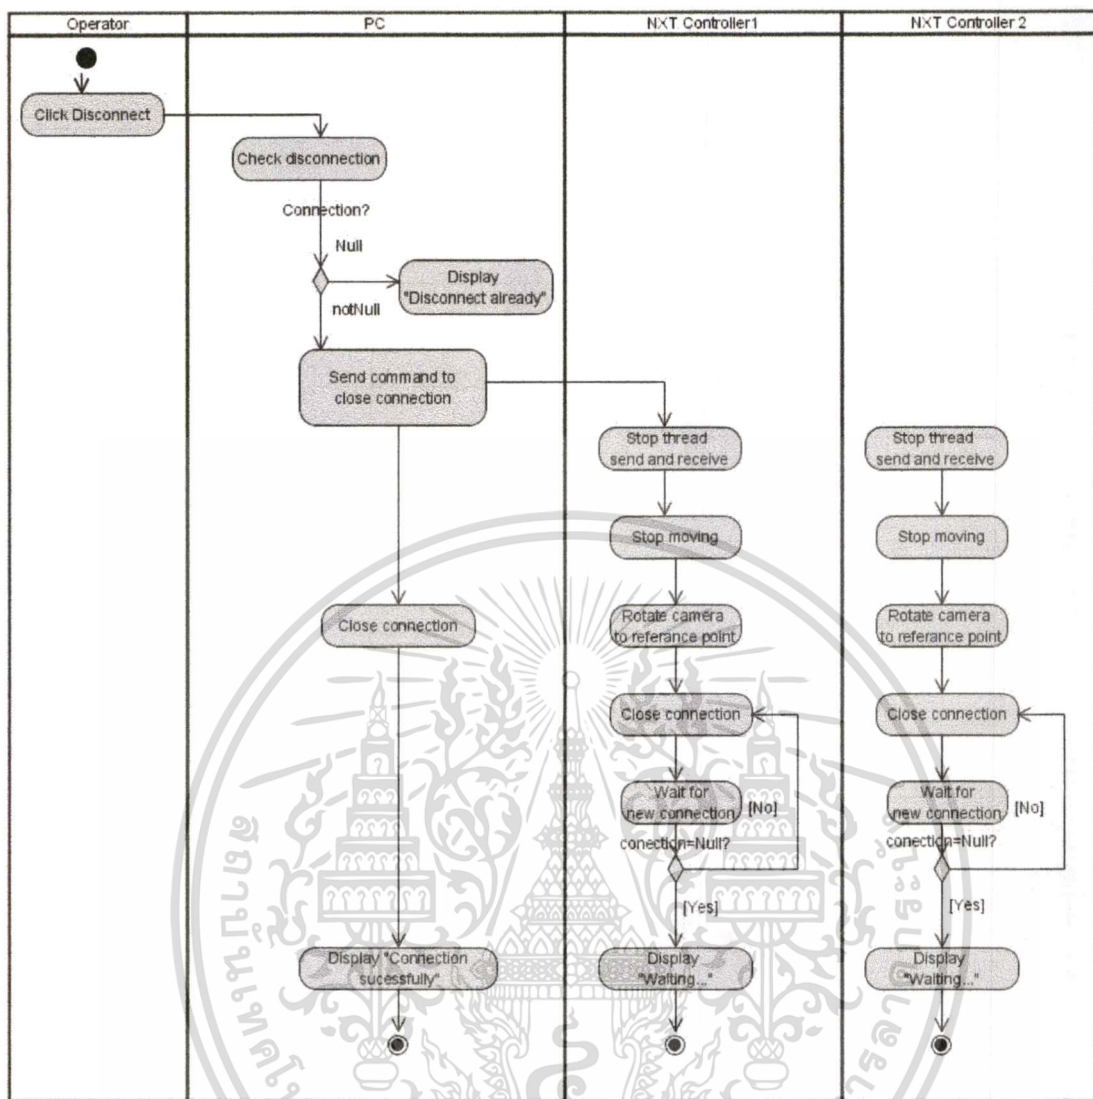 Operator
PC
NXT Controller1
NXT Controller 2
Click Disconnect
Check disconnection
Connection?
Null
Display
"Disconnect already"
notNull
Send command to
close connection
Stop thread
send and receive
Stop thread
send and receive
Stop moving
Stop moving
Close connection
Rotate camera
to referance point
Rotate camera
to referance point
Close connection
Close connection
Wait for
new connection
[No]
Wait for
new connection
[No]
conection=Null?
conection=Null?
[Yes]
[Yes]
Display "Connection
sucessfully"
Display
"Waiting..."
Display
"Waiting..."